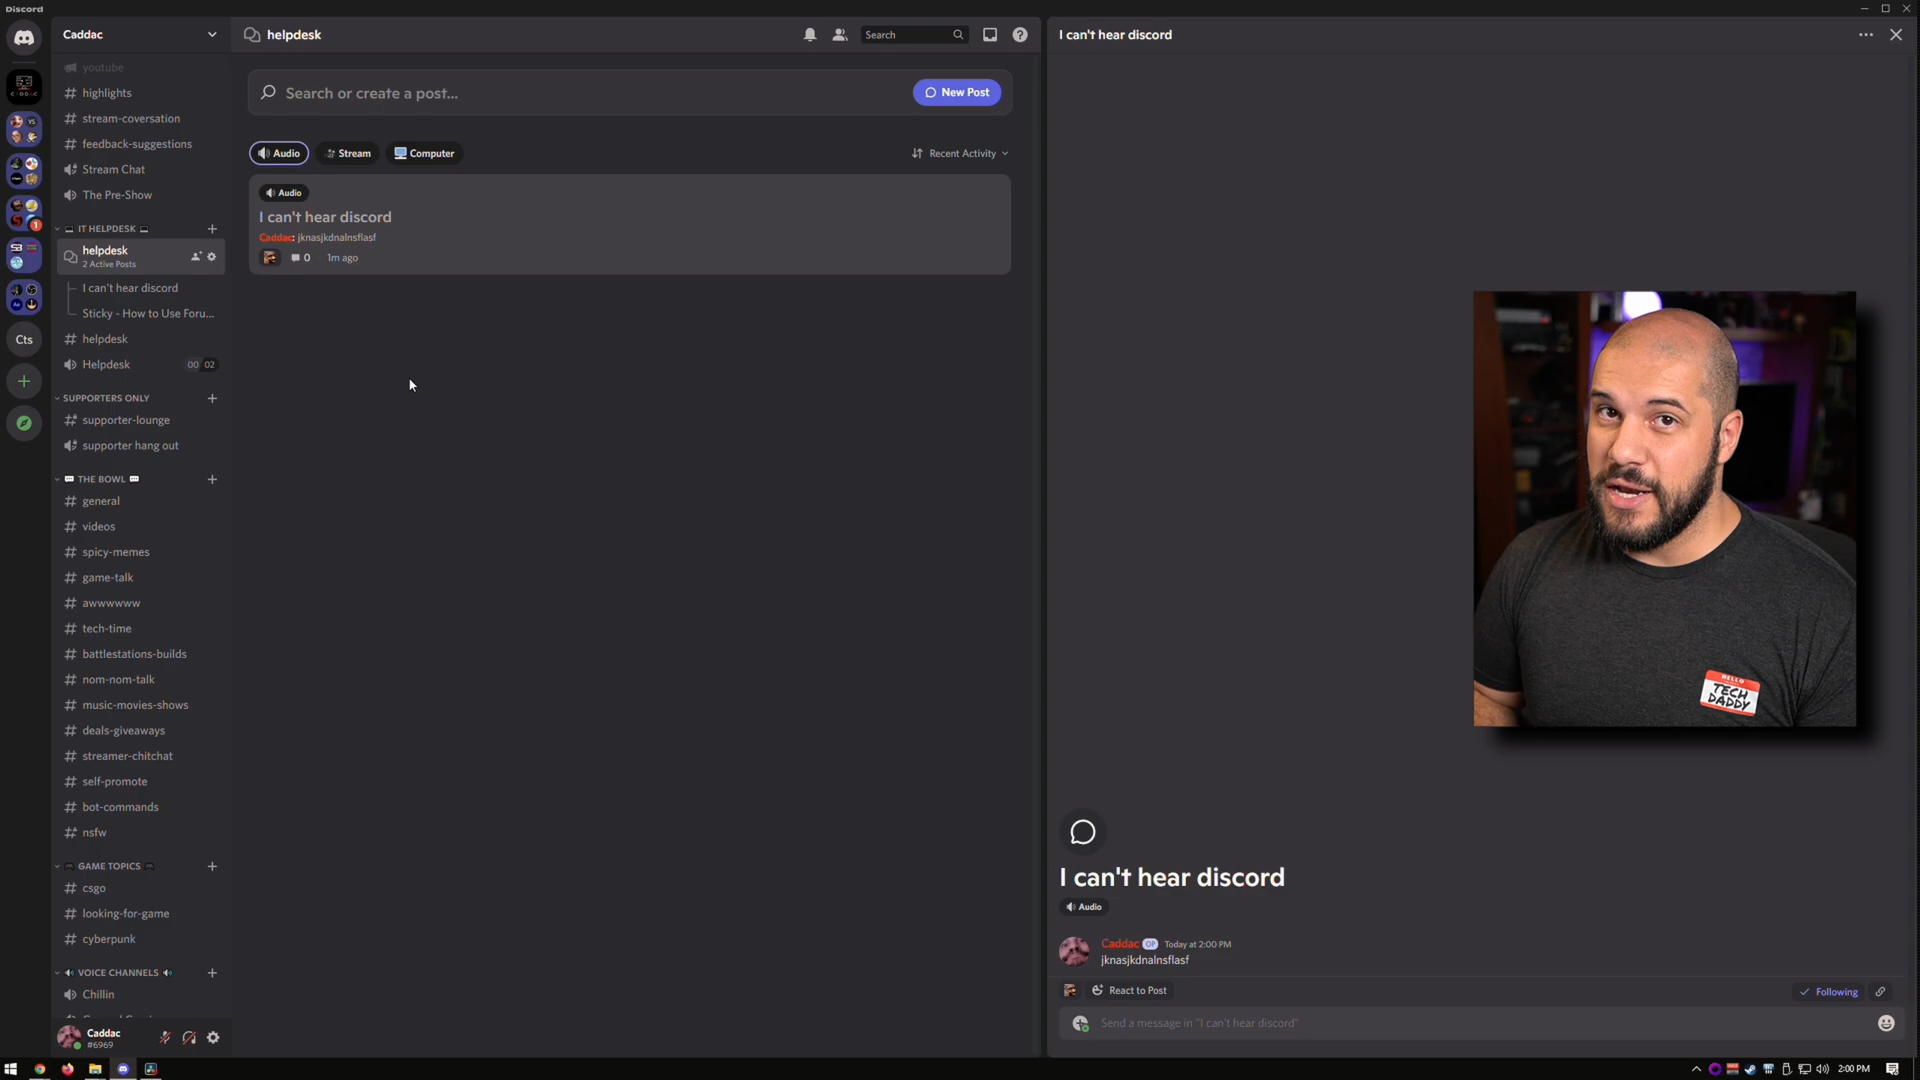 Discord
Caddac
helpdesk
Search
I can't hear discord
youtube
highlights
stream-coversation
feedback-suggestions
Stream Chat
The Pre-Show
IT HELPDESK
helpdesk
2 Active Posts
I can't hear discord
Sticky - How to Use Foru...
helpdesk
Helpdesk
00 02
SUPPORTERS ONLY
supporter-lounge
supporter hang out
THE BOWL
general
videos
spicy-memes
game-talk
awwwwww
tech-time
battlestations-builds
nom-nom-talk
music-movies-shows
deals-giveaways
streamer-chitchat
self-promote
bot-commands
nsfw
GAME TOPICS
csgo
looking-for-game
cyberpunk
VOICE CHANNELS
Chillin
Caddac
#6969
1
Cts
Search or create a post...
New Post
Audio
Stream
Computer
Recent Activity
Audio
I can't hear discord
Caddac: jknasjkdnalnsflasf
0
1m ago
HELLO
TECH
DADDY
I can't hear discord
Audio
Caddac OP Today at 2:00 PM
jknasjkdnalnsflasf
React to Post
Following
Send a message in "I can't hear discord"
2:00 PM